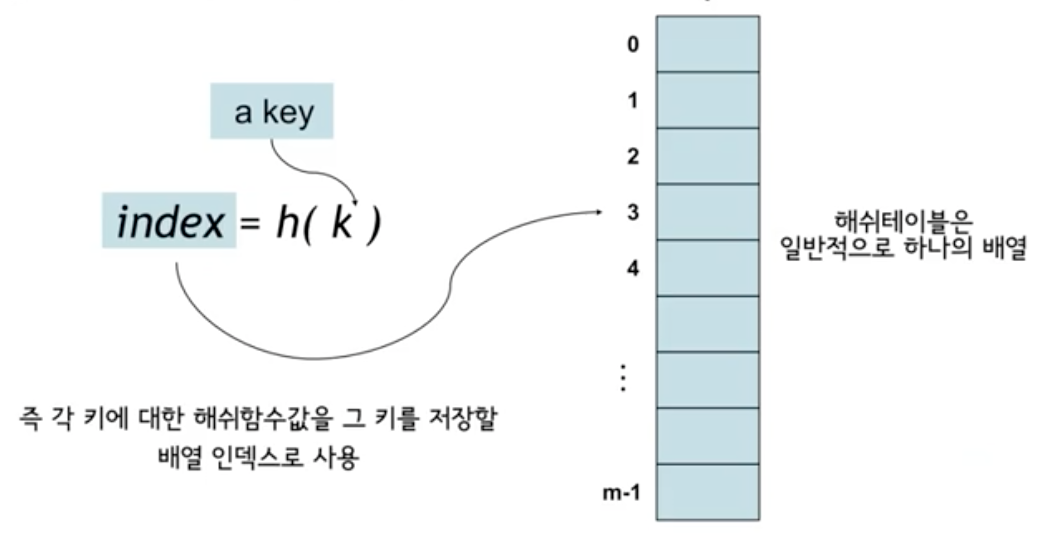 a key
index = h( k )
0
1
2
3
4
⋮
m-1
해쉬테이블은
일반적으로 하나의 배열
즉 각 키에 대한 해쉬함수값을 그 키를 저장할
배열 인덱스로 사용